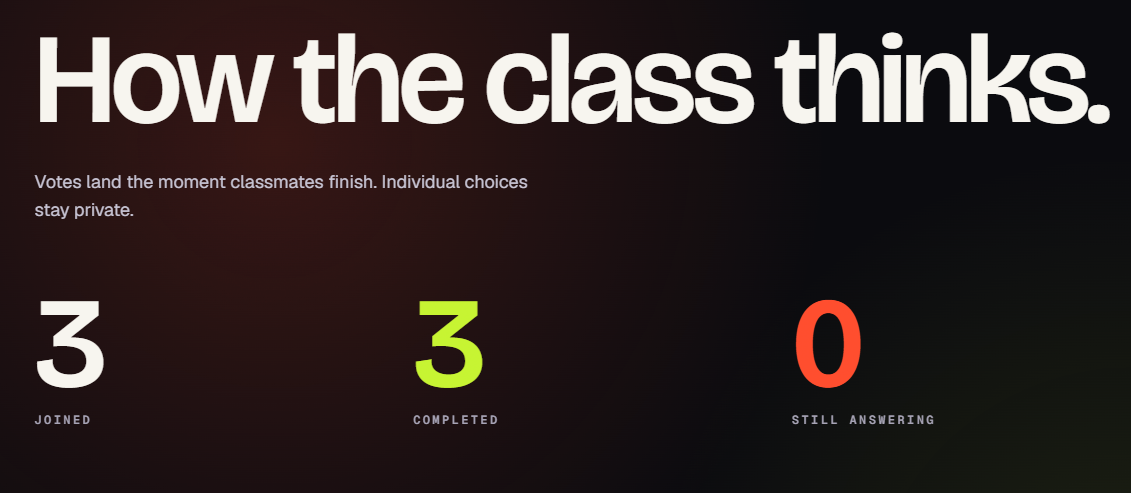 How the class thinks.
Votes land the moment classmates finish. Individual choices
stay private.
3
3
0
JOINED
COMPLETED
STILL ANSWERING